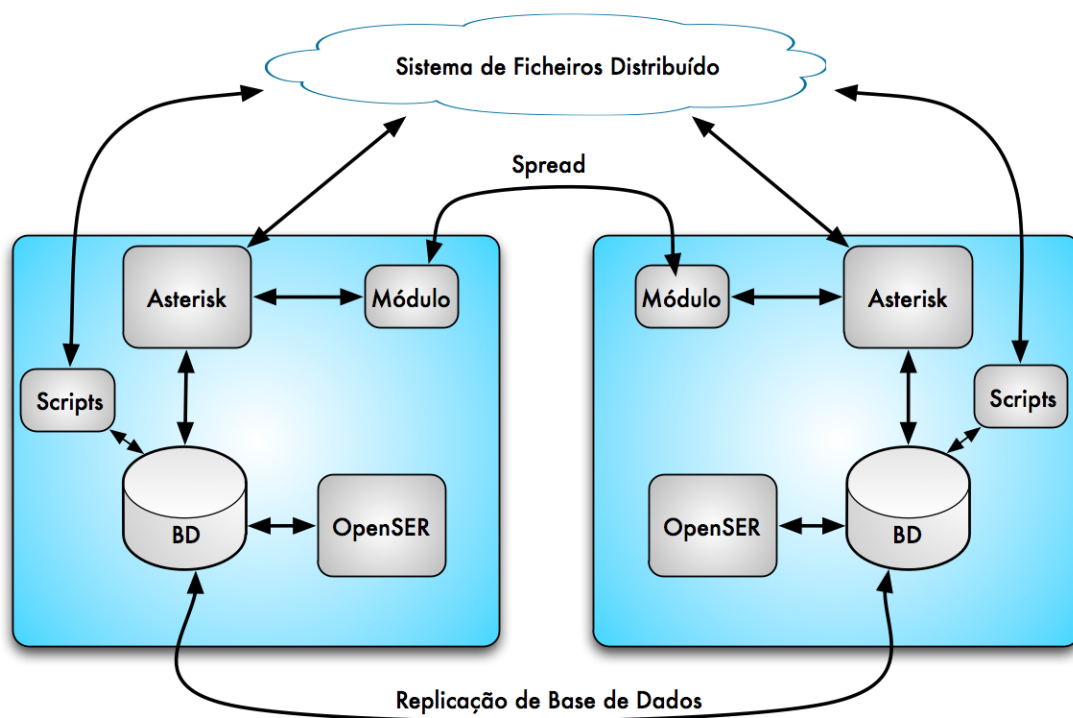 Sistema de Ficheiros Distribuído
Spread
Asterisk
Módulo
Módulo
Asterisk
Scripts
Scripts
BD
OpenSER
OpenSER
BD
Replicação de Base de Dados